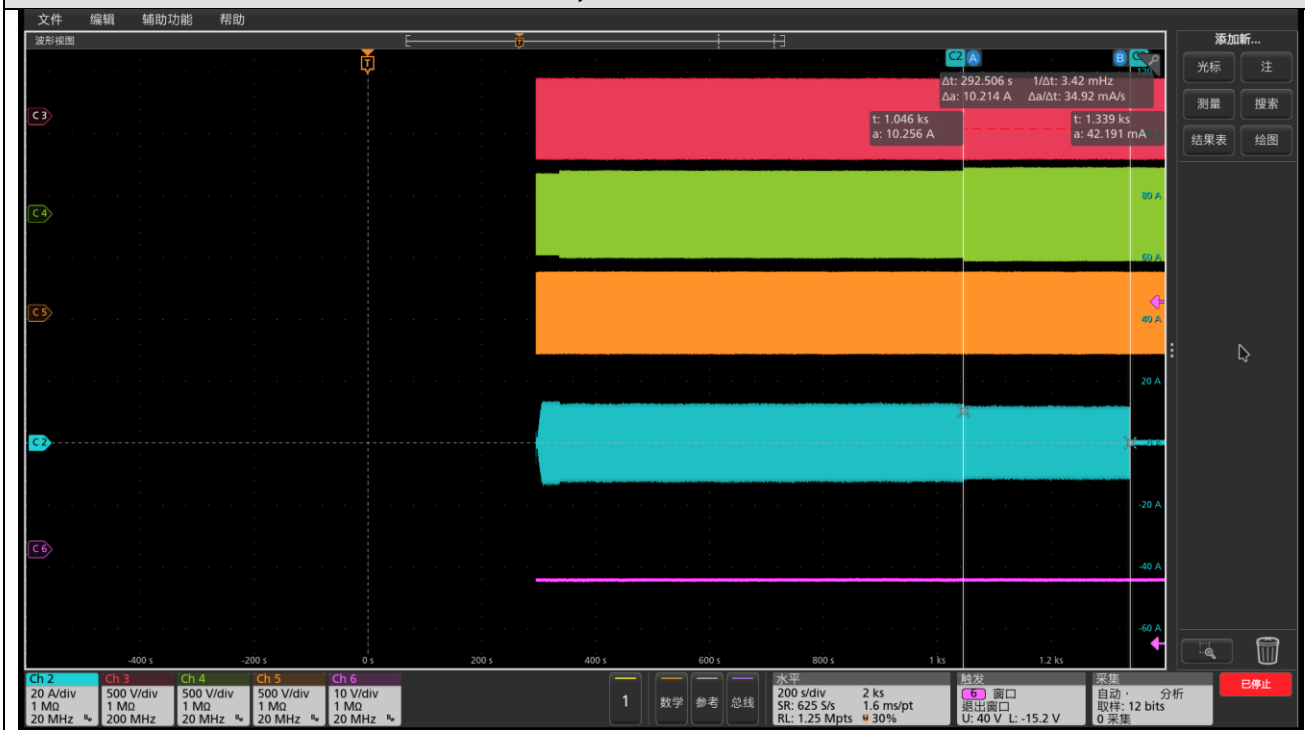 文件 编辑 辅助功能 帮助
波形视图
添加新...
光标 注
测量 搜索
结果表 绘图
T
T
C2 A B
Δt: 292.506 s 1/Δt: 3.42 mHz
Δa: 10.214 A Δa/Δt: 34.92 mA/s
t: 1.046 ks
a: 10.256 A
t: 1.339 ks
a: 42.191 mA
C3
C4
C5
C2
C6
120
80 A
60 A
40 A
20 A
0 A
-20 A
-40 A
-60 A
-400 s -200 s 0 s 200 s 400 s 600 s 800 s 1 ks 1.2 ks
Ch 2
20 A/div
1 MΩ
20 MHz
Ch 3
500 V/div
1 MΩ
200 MHz
Ch 4
500 V/div
1 MΩ
20 MHz
Ch 5
500 V/div
1 MΩ
20 MHz
Ch 6
10 V/div
1 MΩ
20 MHz
1 数学 参考 总线
水平
200 s/div 2 ks
SR: 625 S/s 1.6 ms/pt
RL: 1.25 Mpts 30%
触发
6 窗口
退出窗口
U: 40 V L: -15.2 V
采集
自动, 分析
取样: 12 bits
0 采集
已停止